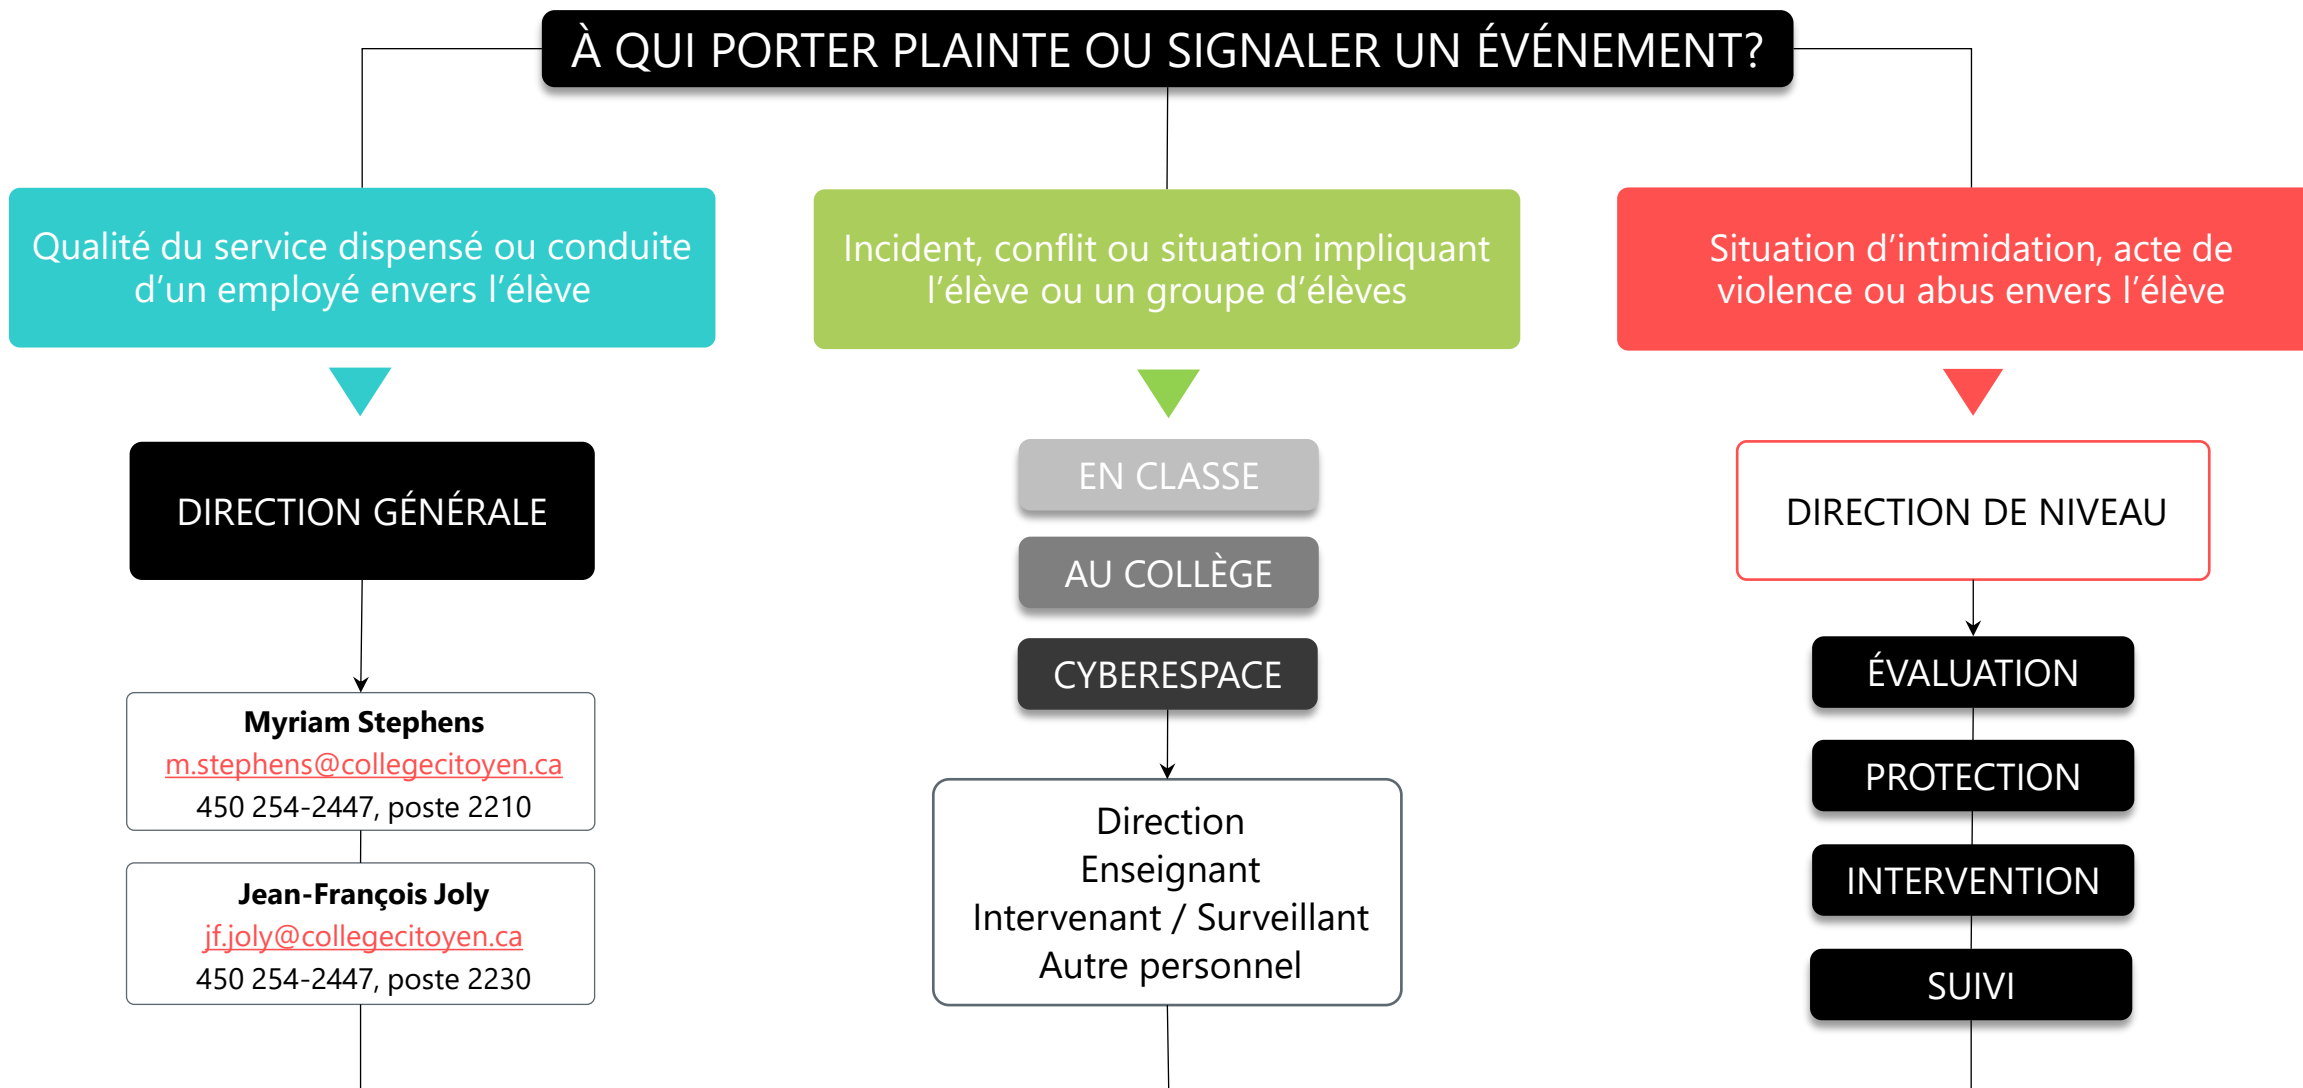 À QUI PORTER PLAINTE OU SIGNALER UN ÉVÉNEMENT?
Qualité du service dispensé ou conduite
d'un employé envers l'élève
DIRECTION GÉNÉRALE
Myriam Stephens
m.stephens@collegecitoyen.ca
450 254-2447, poste 2210
Jean-François Joly
jf.joly@collegecitoyen.ca
450 254-2447, poste 2230
Incident, conflit ou situation impliquant
l'élève ou un groupe d'élèves
EN CLASSE
AU COLLÈGE
CYBERESPACE
Direction
Enseignant
Intervenant / Surveillant
Autre personnel
Situation d'intimidation, acte de
violence ou abus envers l'élève
DIRECTION DE NIVEAU
ÉVALUATION
PROTECTION
INTERVENTION
SUIVI